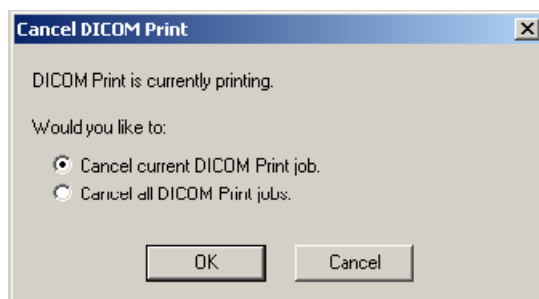 Cancel DICOM Print
DICOM Print is currently printing.
Would you like to:
Cancel current DICOM Print job.
Cancel all DICOM Print jobs.
OK Cancel